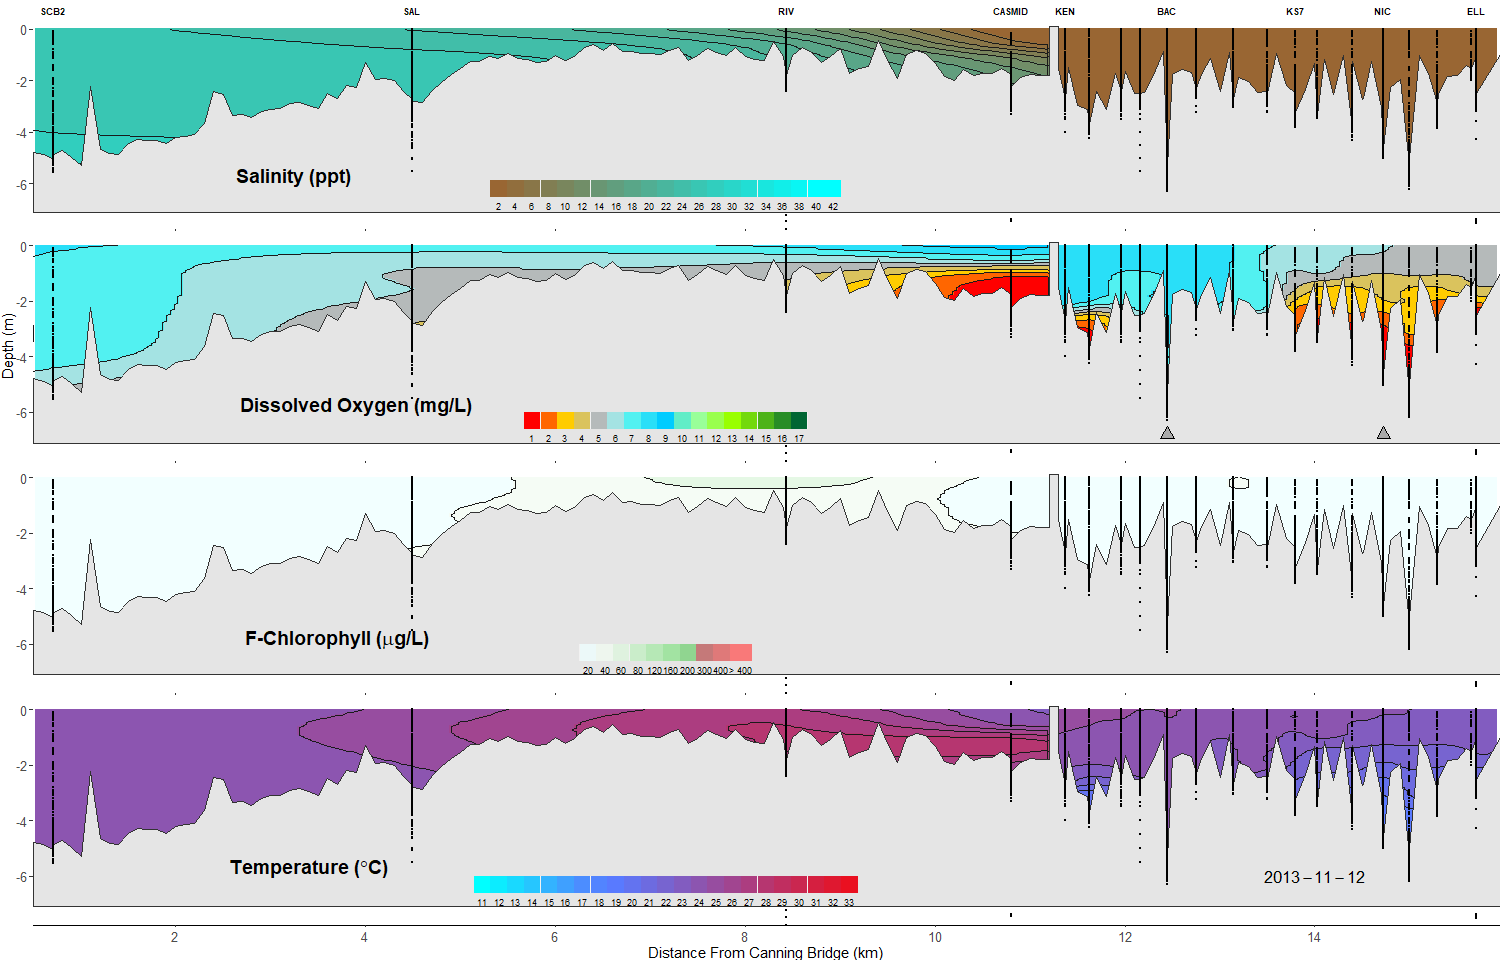 SCB2 SAL RIV CASMID KEN BAC KS7 NIC ELL
0
-2
-4
-6
Salinity (ppt)
2 4 6 8 10 12 14 16 18 20 22 24 26 28 30 32 34 36 38 40 42
0
-2
-4
-6
Depth (m)
Dissolved Oxygen (mg/L)
1 2 3 4 5 6 7 8 9 10 11 12 13 14 15 16 17
0
-2
-4
-6
F-Chlorophyll (μg/L)
20 40 60 80 120 160 200 300 400 > 400
0
-2
-4
-6
Temperature (°C)
11 12 13 14 15 16 17 18 19 20 21 22 23 24 25 26 27 28 29 30 31 32 33
2013 – 11 – 12
2 4 6 8 10 12 14
Distance From Canning Bridge (km)